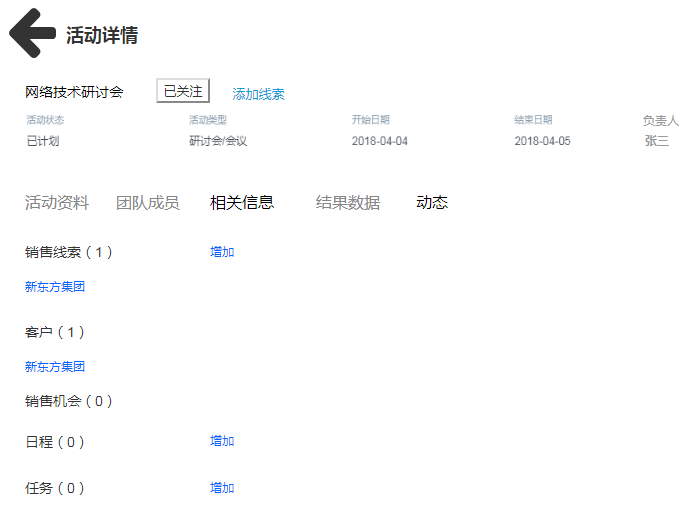 活动详情
网络技术研讨会 已关注 添加线索
活动状态 活动类型 开始日期 结束日期 负责人
已计划 研讨会/会议 2018-04-04 2018-04-05 张三
活动资料 团队成员 相关信息 结果数据 动态
销售线索（1） 增加
新东方集团
客户（1）
新东方集团
销售机会（0）
日程（0） 增加
任务（0） 增加